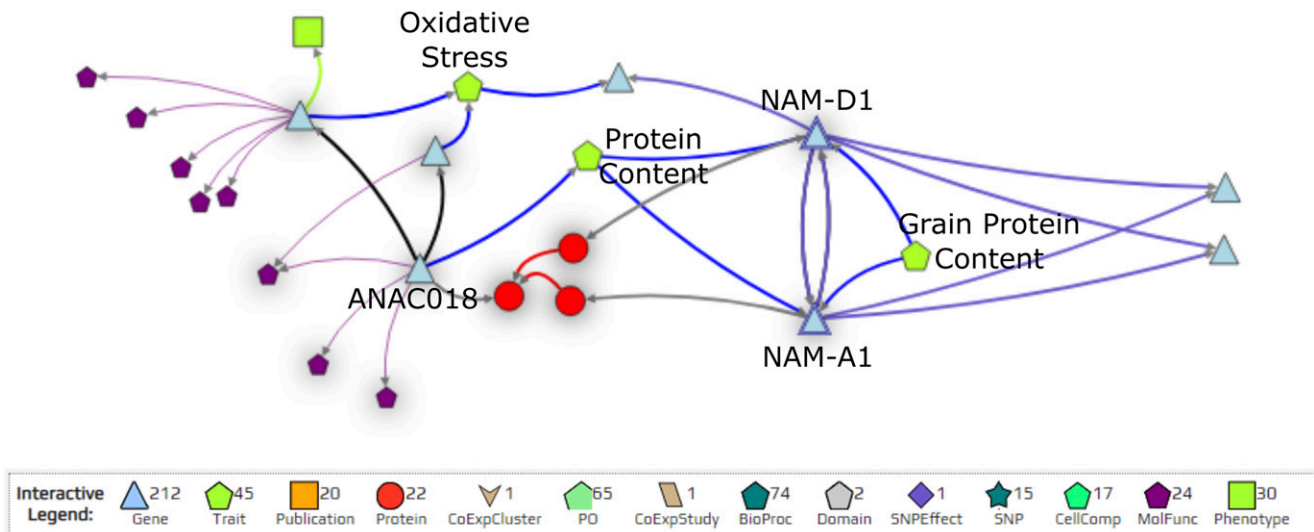 Oxidative
Stress
NAM-D1
Protein
Content
Grain Protein
Content
ANAC018
NAM-A1
Interactive
Legend:
212
Gene
45
Trait
20
Publication
22
Protein
1
CoExpCluster
65
PO
1
CoExpStudy
74
BioProc
2
Domain
1
SNPEffect
15
SNP
17
CellComp
24
MolFunc
30
Phenotype